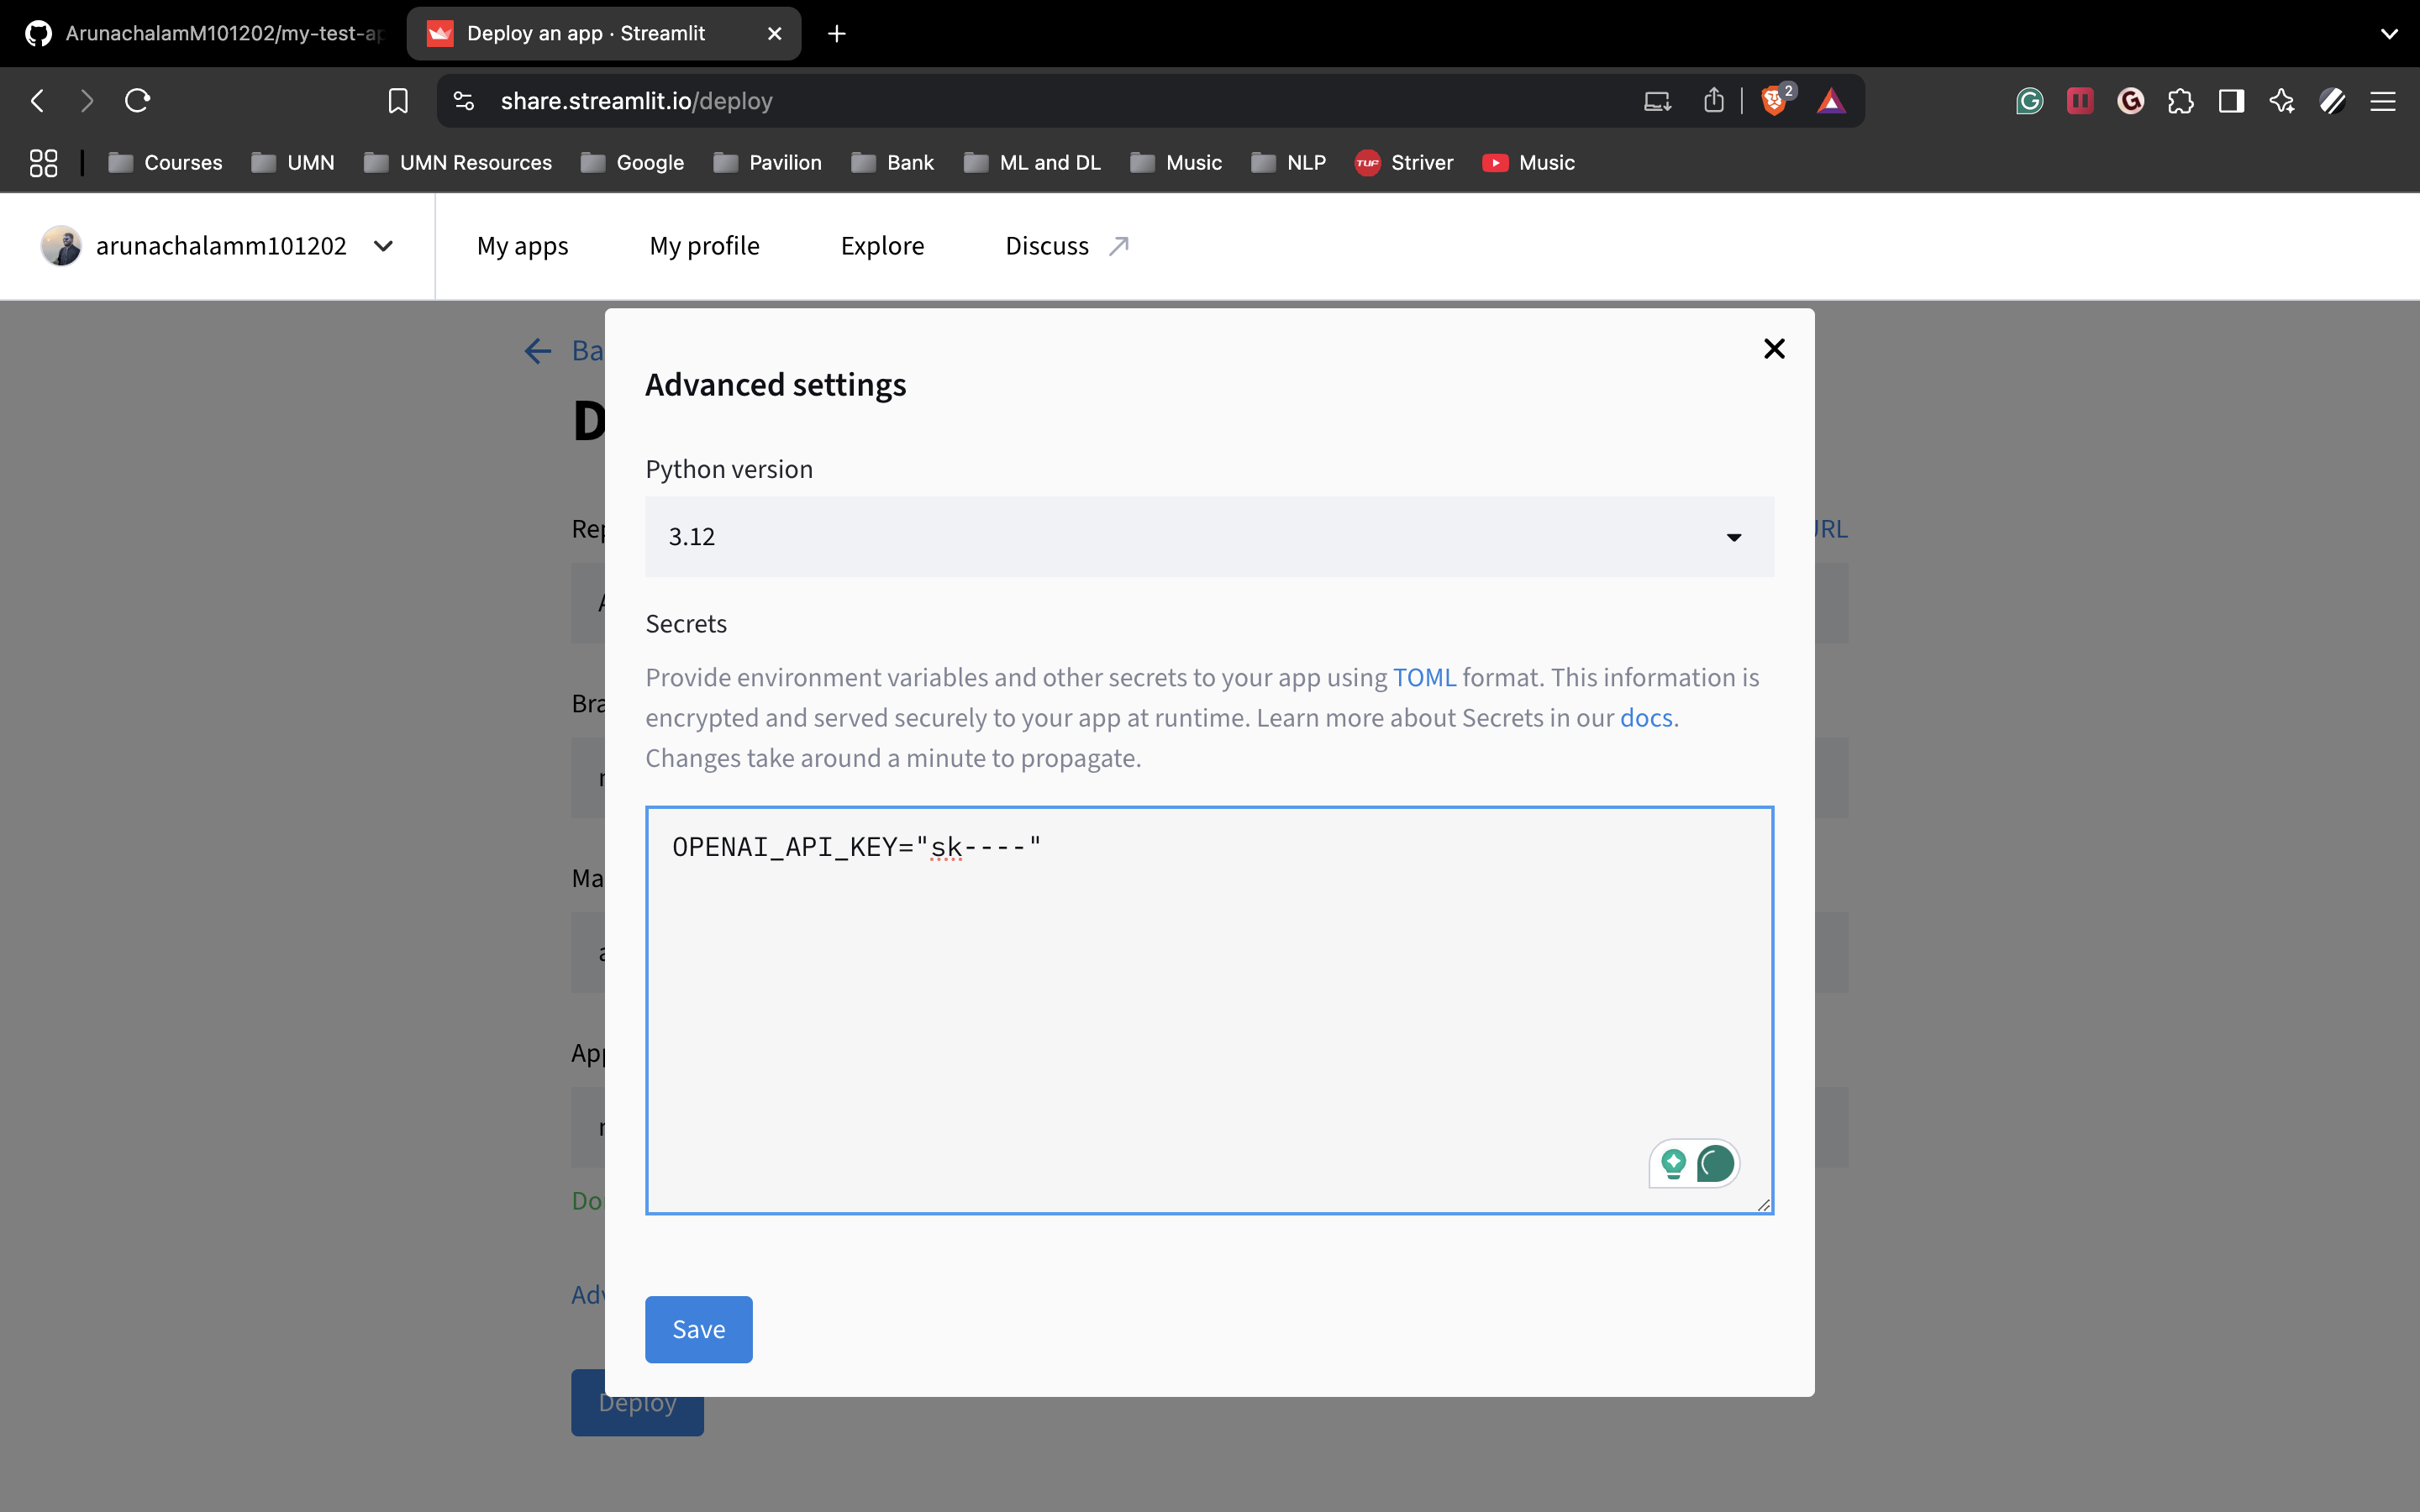 ArunachalamM101202/my-test-ap
Deploy an app · Streamlit
share.streamlit.io/deploy
2
Courses
UMN
UMN Resources
Google
Pavilion
Bank
ML and DL
Music
NLP
TUF
Striver
Music
arunachalamm101202
My apps
My profile
Explore
Discuss
Ba
D
Advanced settings
Python version
3.12
Rep
URL
Secrets
Provide environment variables and other secrets to your app using TOML format. This information is
encrypted and served securely to your app at runtime. Learn more about Secrets in our docs.
Changes take around a minute to propagate.
Bra
OPENAI_API_KEY="sk----"
Ma
App
Do
Adv
Save
Deploy